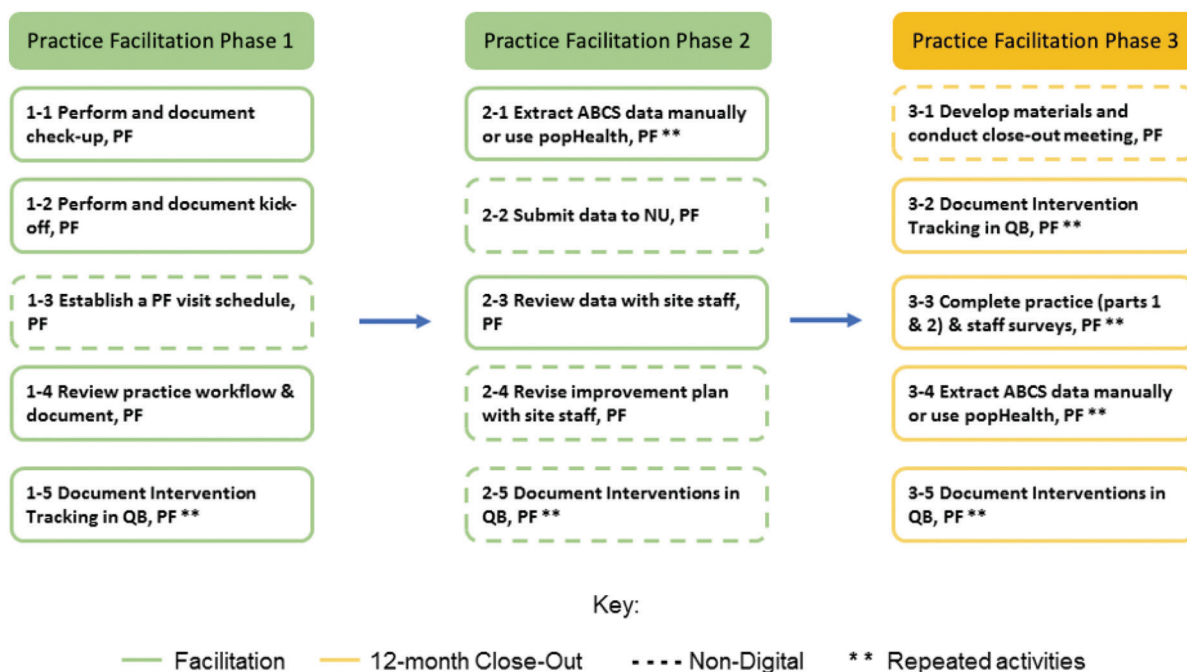 Practice Facilitation Phase 1
1-1 Perform and document
check-up, PF
1-2 Perform and document kick-
off, PF
1-3 Establish a PF visit schedule,
PF
1-4 Review practice workflow &
document, PF
1-5 Document Intervention
Tracking in QB, PF **
Practice Facilitation Phase 2
2-1 Extract ABCS data manually
or use popHealth, PF **
2-2 Submit data to NU, PF
2-3 Review data with site staff,
PF
2-4 Revise improvement plan
with site staff, PF
2-5 Document Interventions in
QB, PF **
Practice Facilitation Phase 3
3-1 Develop materials and
conduct close-out meeting, PF
3-2 Document Intervention
Tracking in QB, PF **
3-3 Complete practice (parts 1
& 2) & staff surveys, PF **
3-4 Extract ABCS data manually
or use popHealth, PF **
3-5 Document Interventions in
QB, PF **
Key:
Facilitation
12-month Close-Out
Non-Digital
** Repeated activities